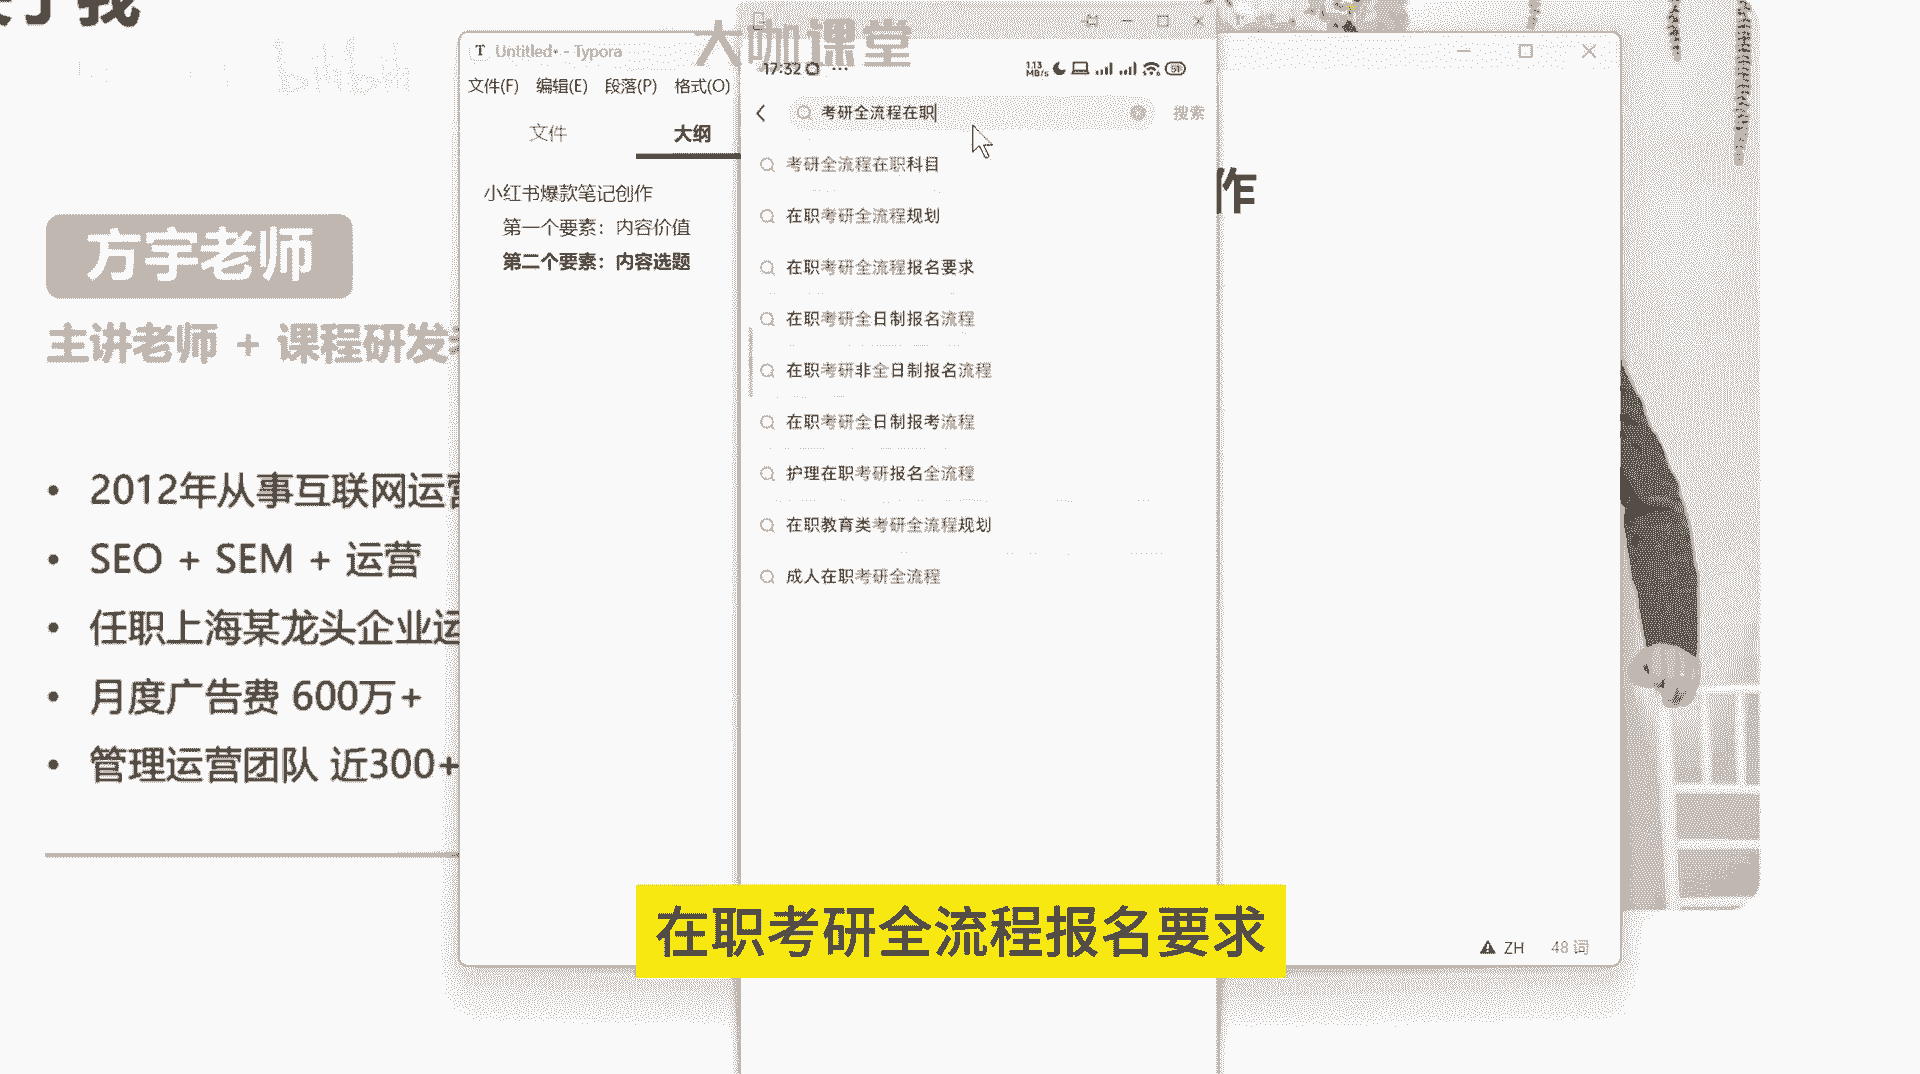 我
bilibili
方宇老师
主讲老师 + 课程研发
• 2012年从事互联网运营
• SEO + SEM + 运营
• 任职上海某龙头企业运
• 月度广告费 600万+
• 管理运营团队 近300+
Untitled• - Typora
文件(F) 编辑(E) 段落(P) 格式(O)
文件 大纲
小红书爆款笔记创作
第一个要素：内容价值
第二个要素：内容选题
大咖课堂
17:32 ···
1.13 MB/s 51
考研全流程在职 搜索
考研全流程在职科目
在职考研全流程规划
在职考研全流程报名要求
在职考研全日制报名流程
在职考研非全日制报名流程
在职考研全日制报考流程
护理在职考研报名全流程
在职教育类考研全流程规划
成人在职考研全流程
作
ZH 48 词
在职考研全流程报名要求